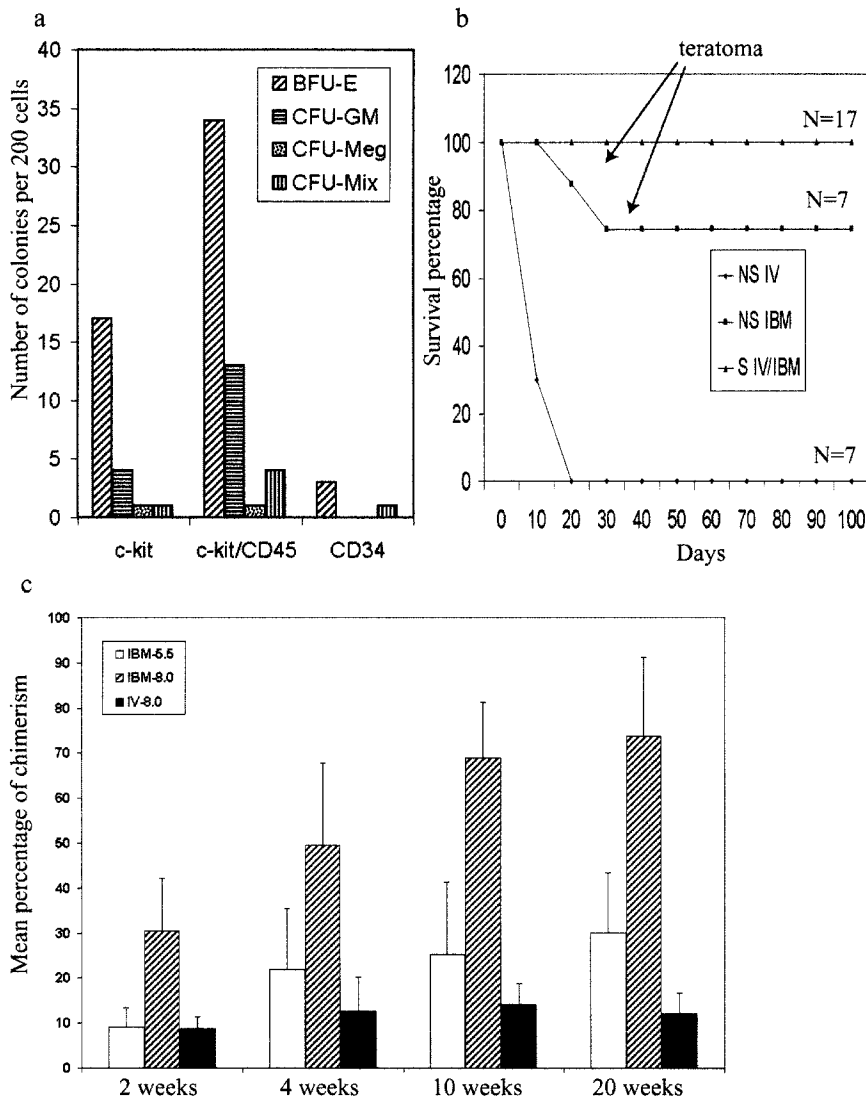 a
Number of colonies per 200 cells
40
35
30
25
20
15
10
5
0
BFU-E
CFU-GM
CFU-Meg
CFU-Mix
c-kit
c-kit/CD45
CD34
b
teratoma
Survival percentage
120
100
80
60
40
20
0
N=17
N=7
NS IV
NS IBM
S IV/IBM
N=7
0 10 20 30 40 50 60 70 80 90 100
Days
c
Mean percentage of chimerism
100
90
80
70
60
50
40
30
20
10
0
IBM-5.5
IBM-8.0
IV-8.0
2 weeks
4 weeks
10 weeks
20 weeks